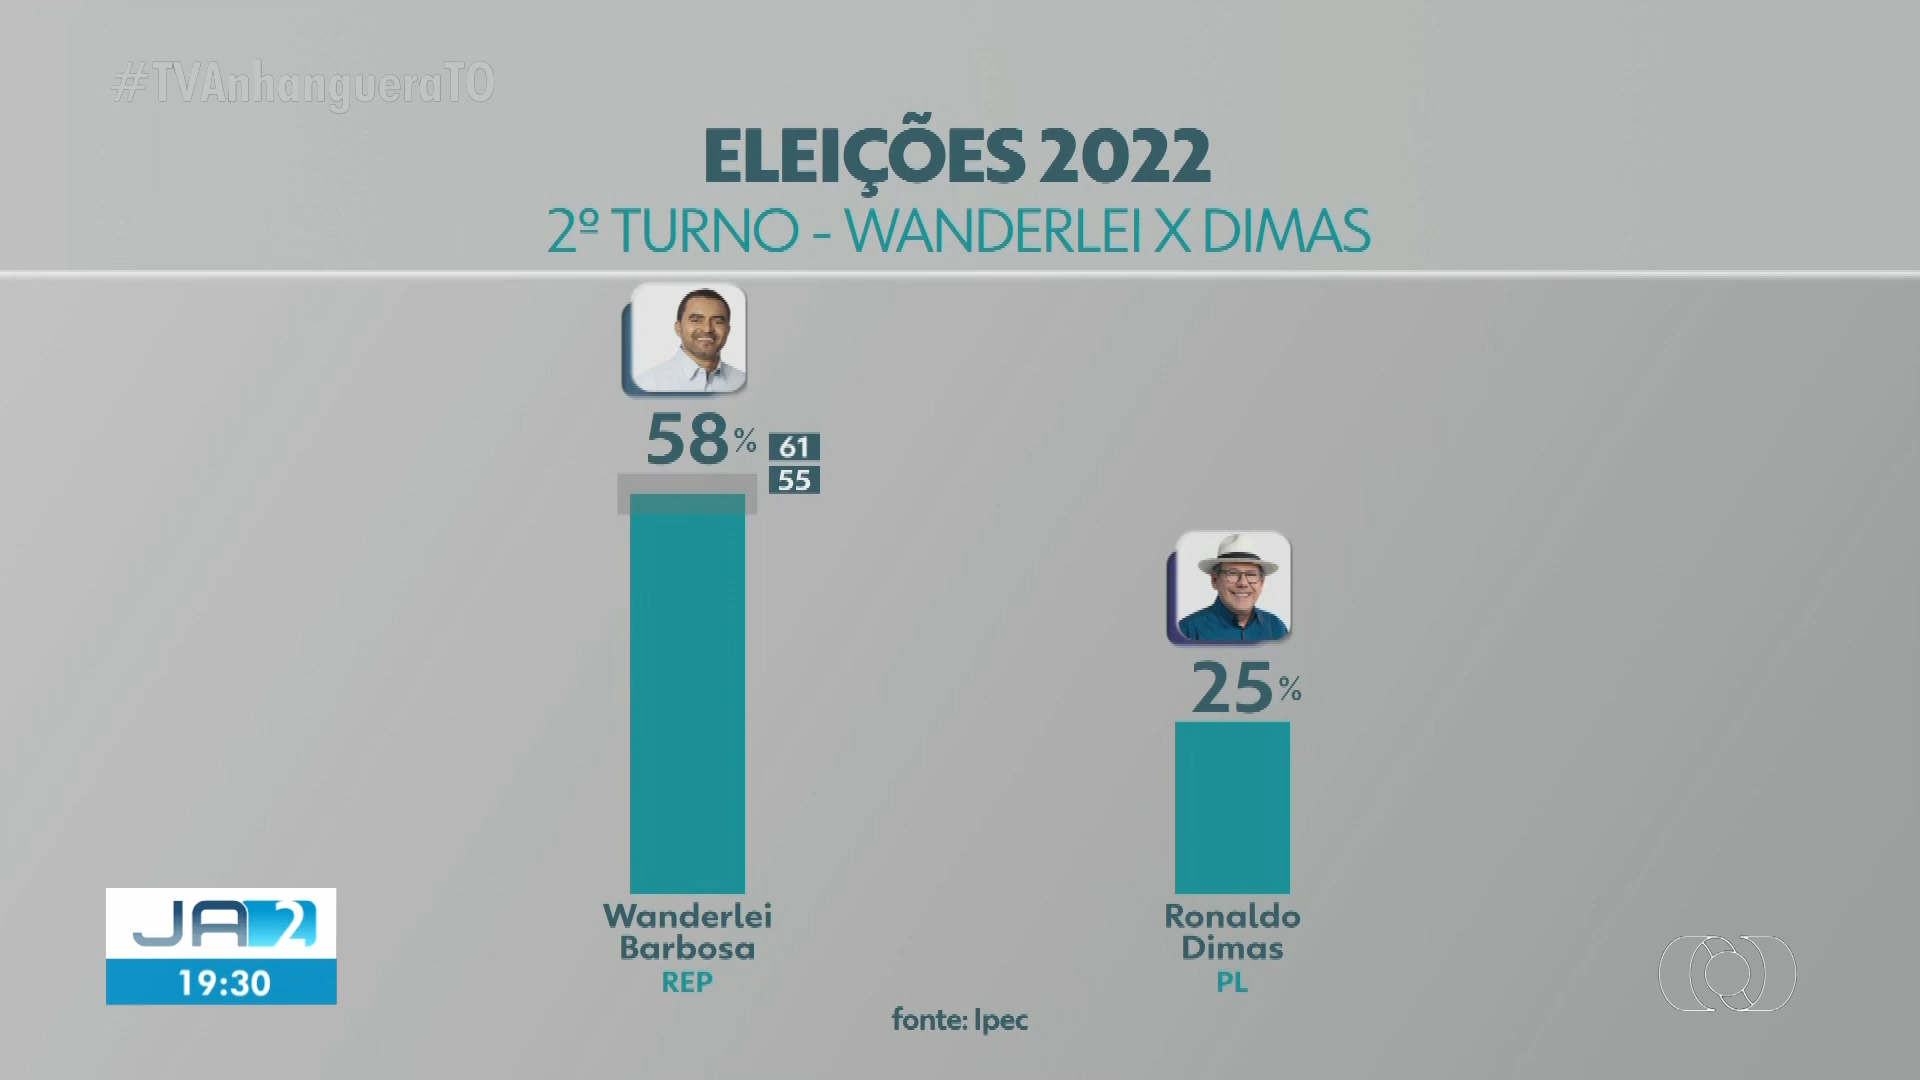 #TVAnhangueraTO
ELEIÇÕES 2022
2º TURNO - WANDERLEI X DIMAS
58%
61
55
25%
Wanderlei
Barbosa
REP
Ronaldo
Dimas
PL
JA2
19:30
fonte: Ipec